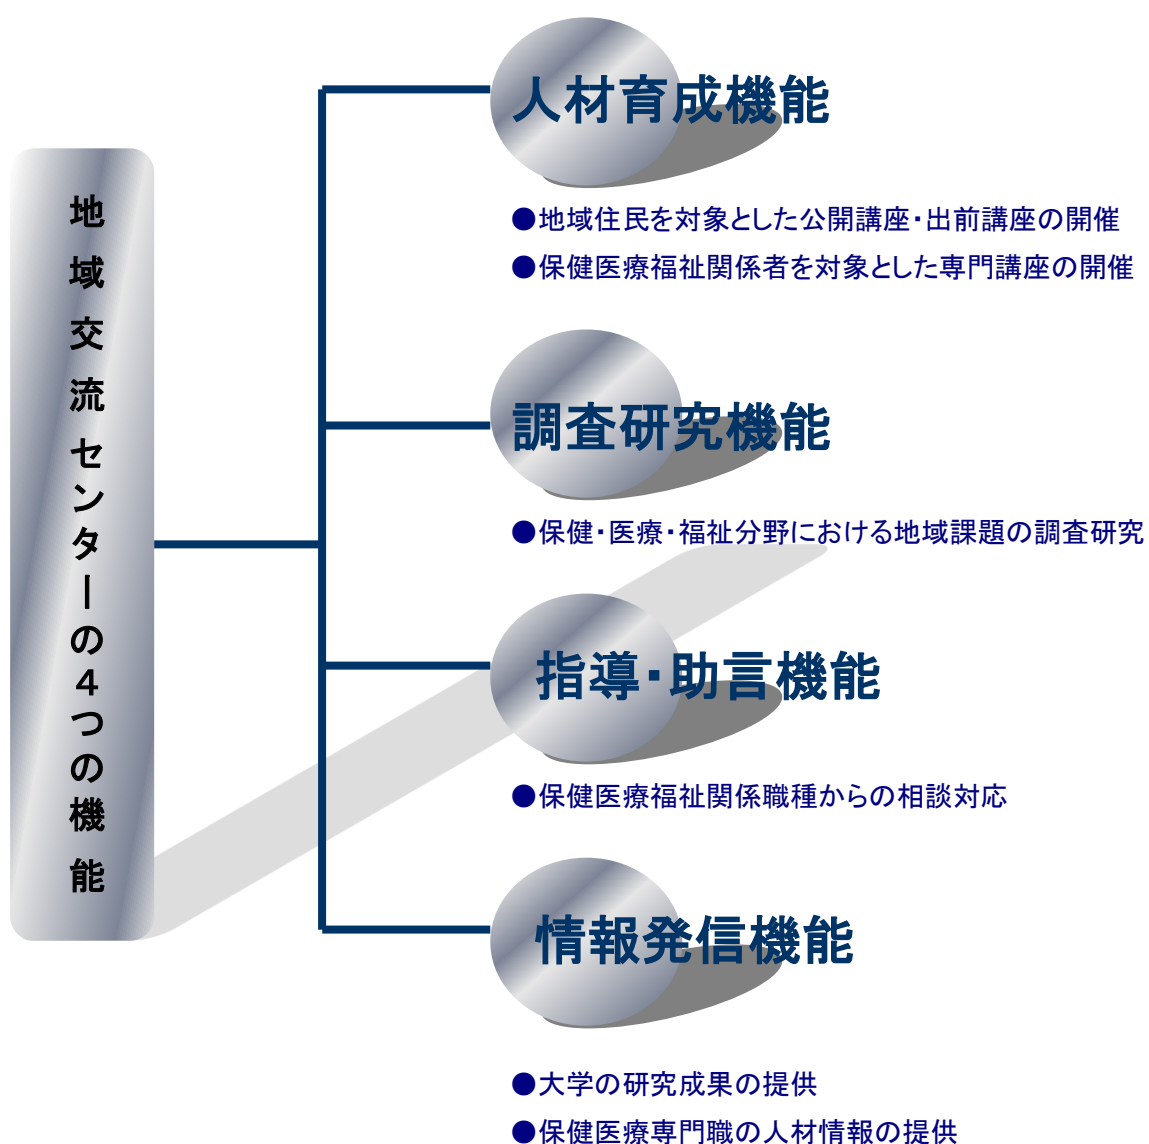 地域交流センターの４つの機能
人材育成機能
●地域住民を対象とした公開講座・出前講座の開催
●保健医療福祉関係者を対象とした専門講座の開催
調査研究機能
●保健・医療・福祉分野における地域課題の調査研究
指導・助言機能
●保健医療福祉関係職種からの相談対応
情報発信機能
●大学の研究成果の提供
●保健医療専門職の人材情報の提供